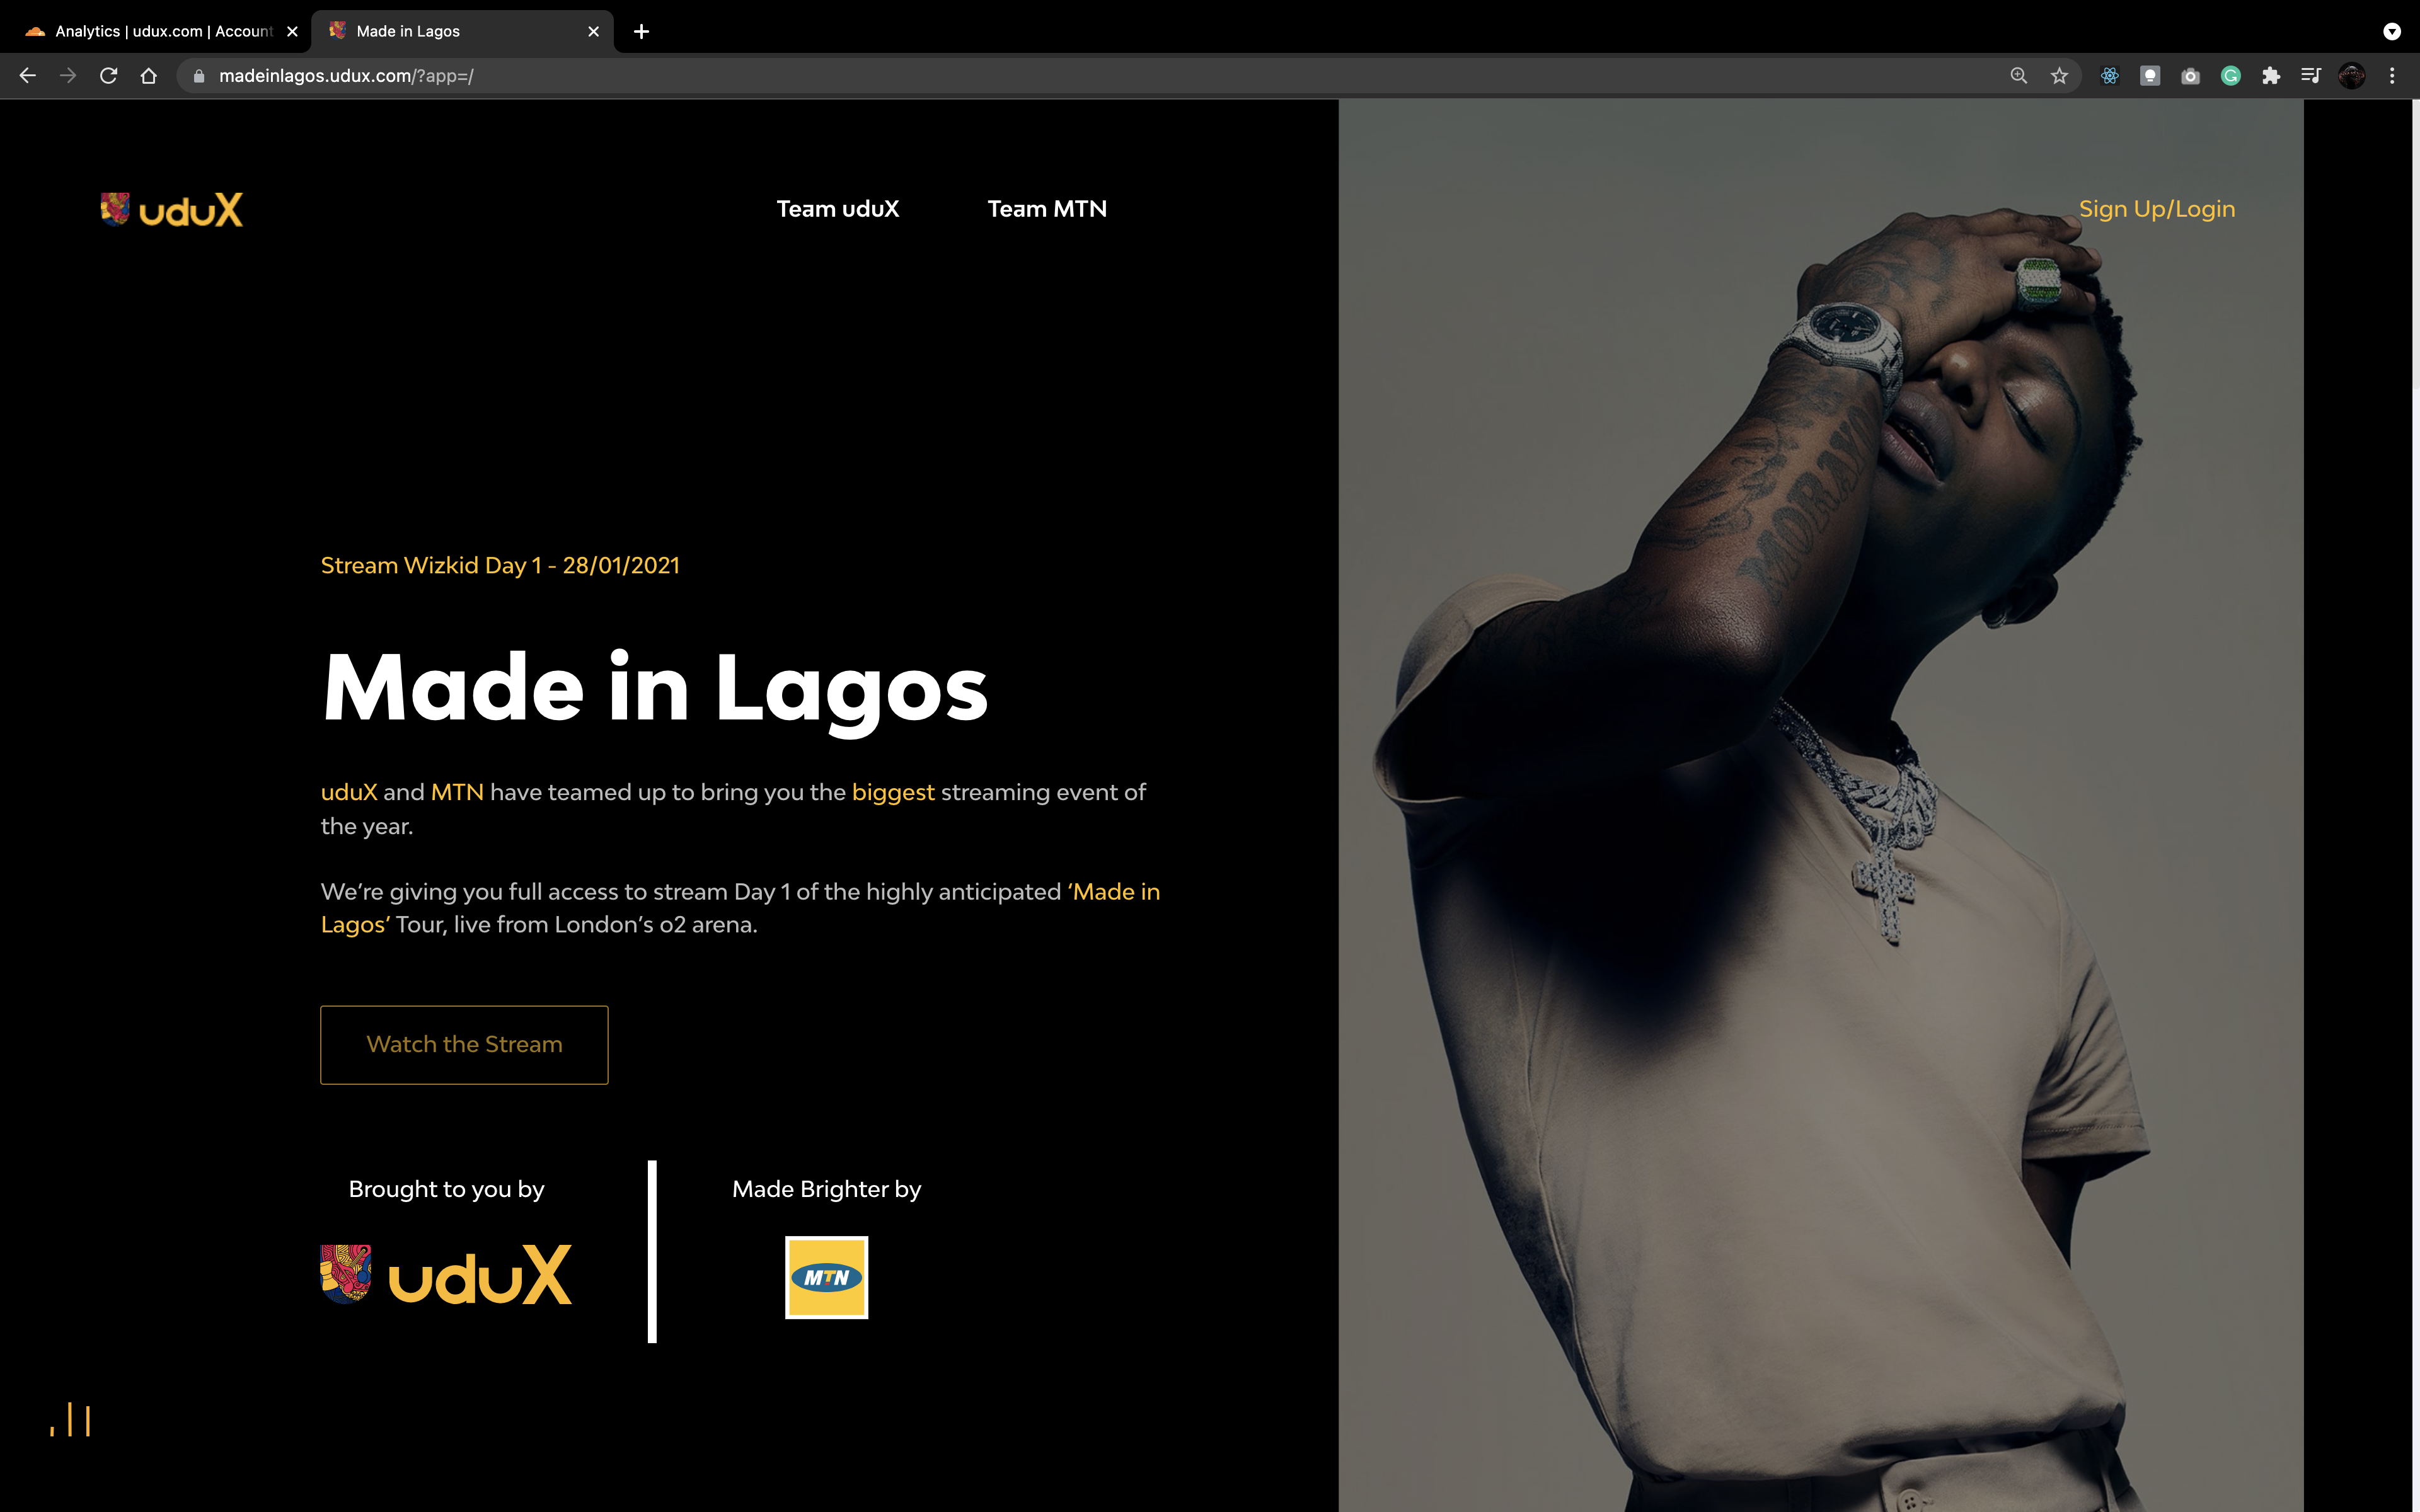 Analytics | udux.com | Account
Made in Lagos
madeinlagos.udux.com/?app=/
uduX
Team uduX
Team MTN
Sign Up/Login
Stream Wizkid Day 1 - 28/01/2021
Made in Lagos
uduX and MTN have teamed up to bring you the biggest streaming event of
the year.
We're giving you full access to stream Day 1 of the highly anticipated ‘Made in
Lagos’ Tour, live from London's o2 arena.
Watch the Stream
Brought to you by
Made Brighter by
uduX
MTN
MORAYO